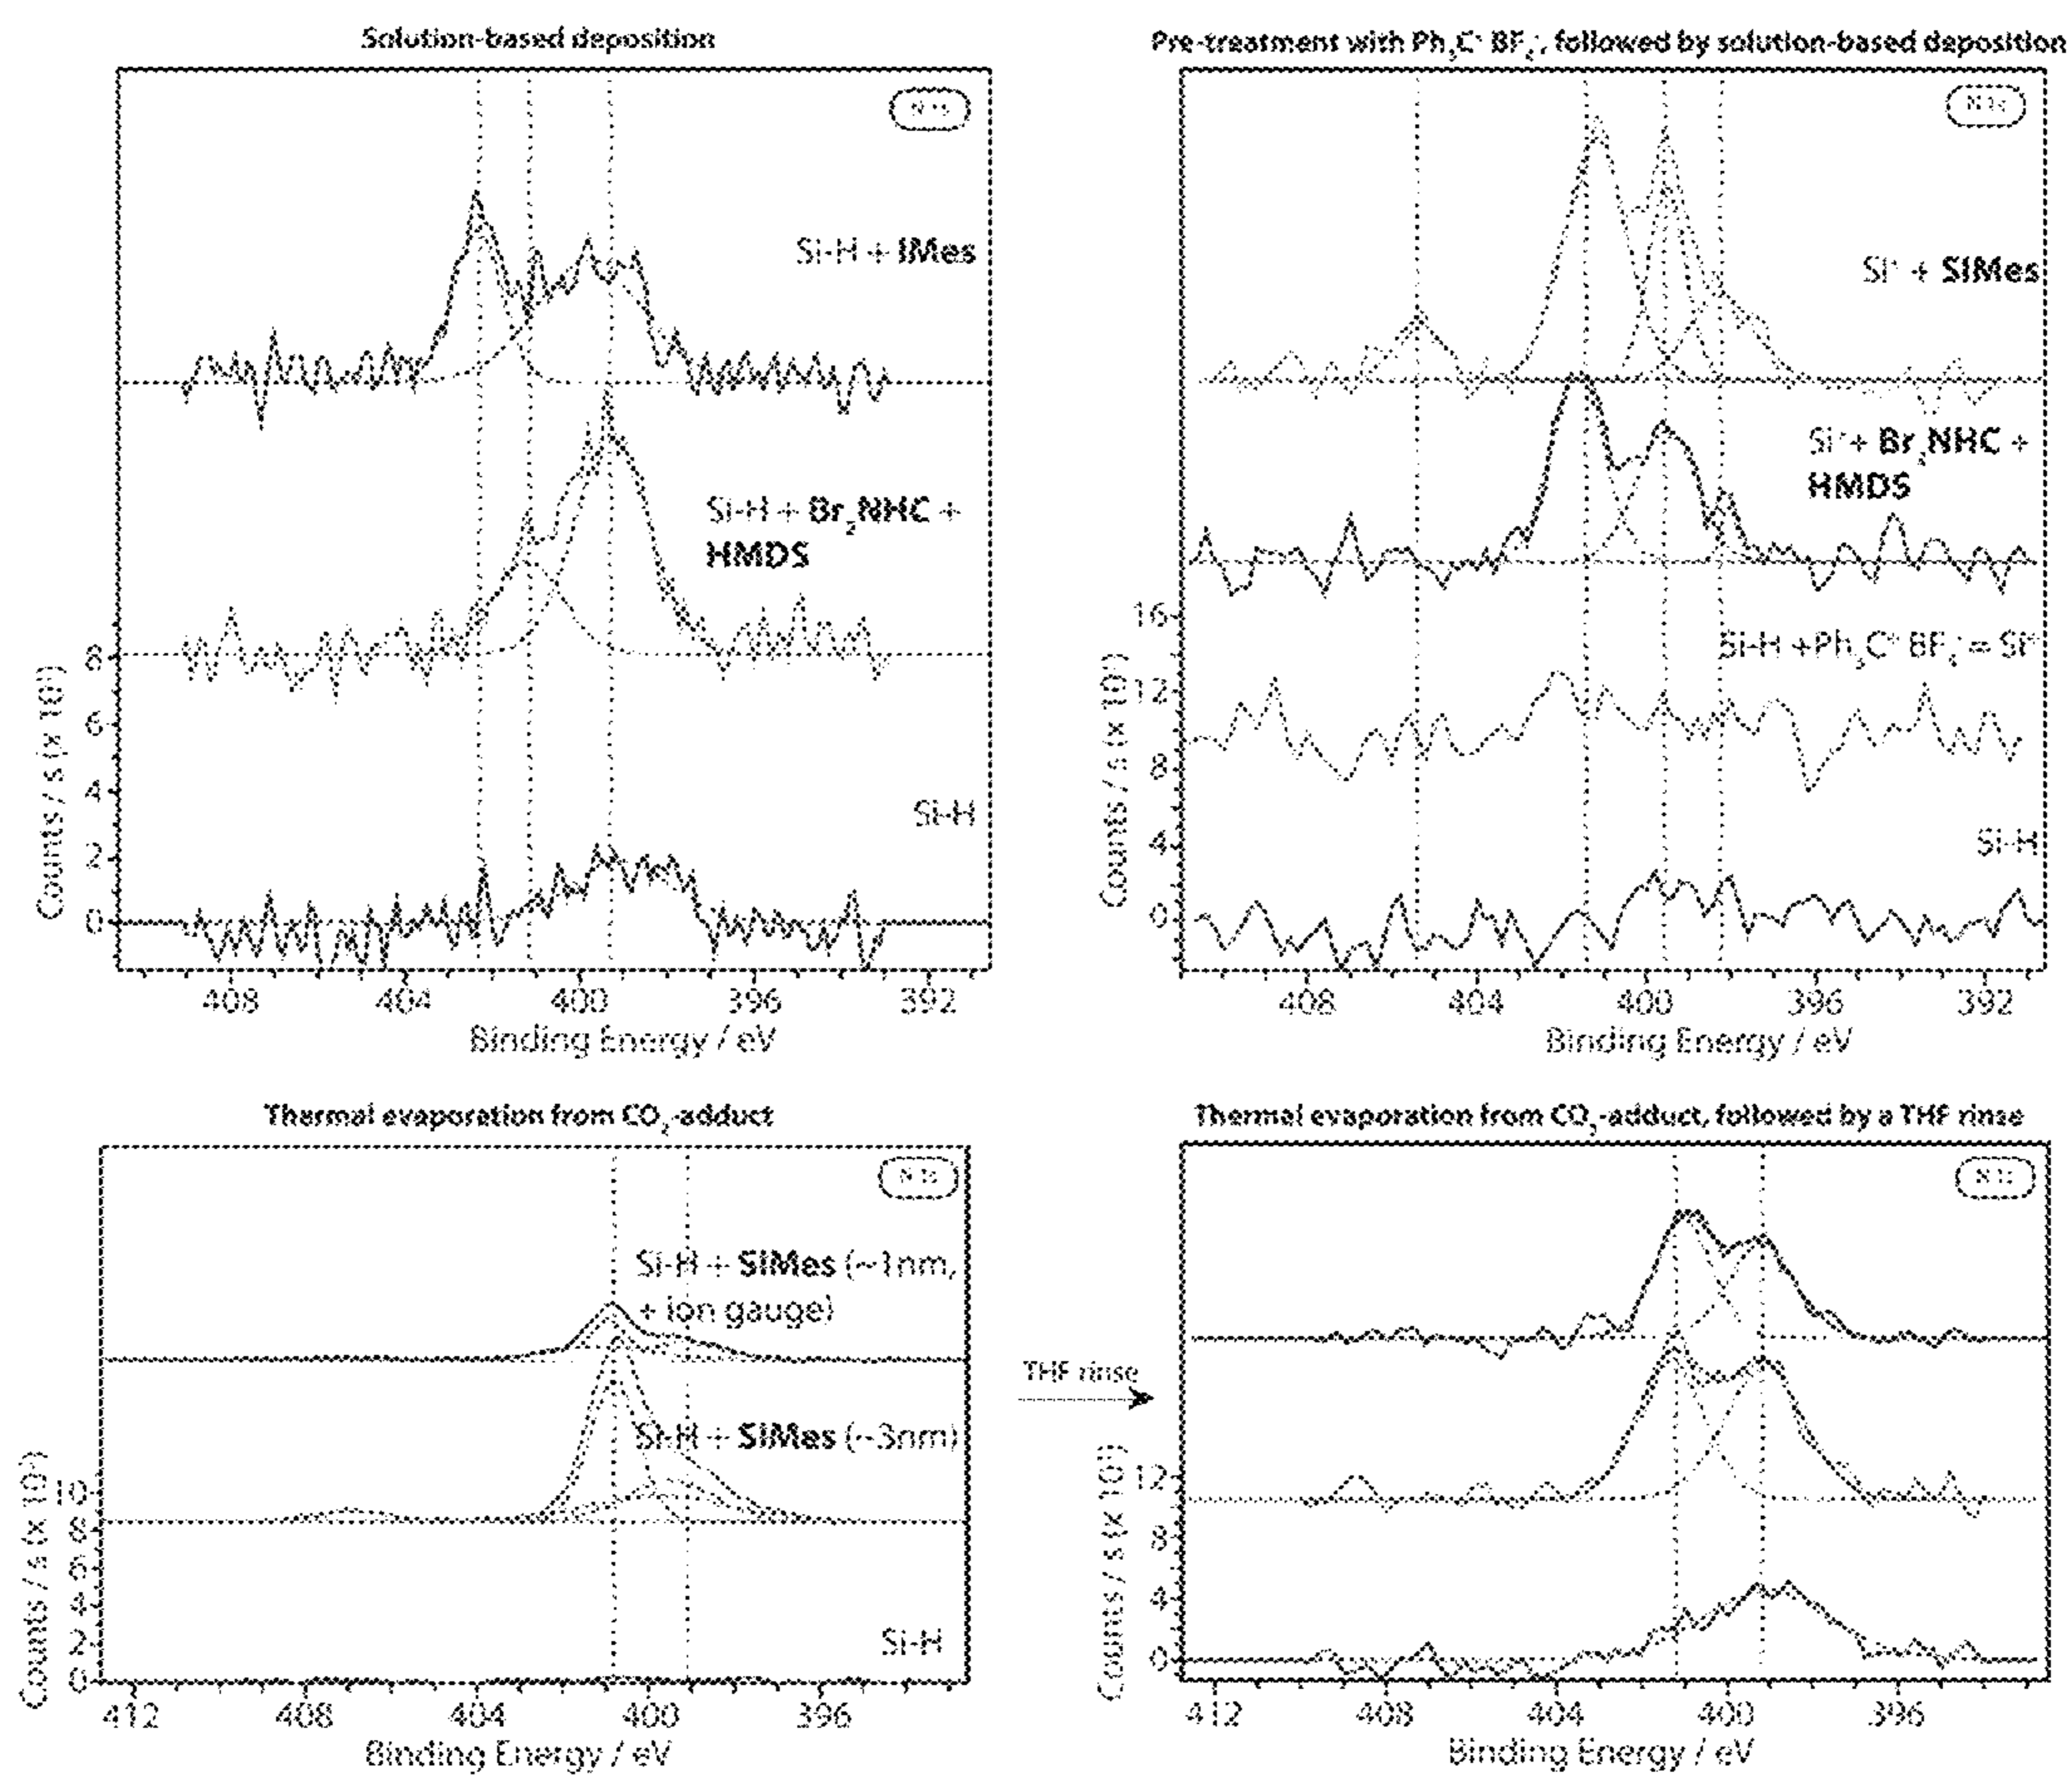 Solution-based deposition
N 1s
Si-H + IMes
Si-H + Br₂NHC +
HMDS
Si-H
8
6
4
2
0
Counts / s (x 10¹)
408 404 400 396 392
Binding Energy / eV
Pre-treatment with Ph₃C⁺ BF₄⁻, followed by solution-based deposition
N 1s
Si⁺ + SIMes
Si⁺ + Br₂NHC +
HMDS
Si-H +Ph₃C⁺ BF₄⁻ = Si⁺
Si-H
16
12
8
4
0
Counts / s (x 10¹)
408 404 400 396 392
Binding Energy / eV
Thermal evaporation from CO₂-adduct
N 1s
Si-H + SIMes (~1nm,
+ ion gauge)
Si-H + SIMes (~3nm)
Si-H
10
8
6
4
2
0
Counts / s (x 10¹)
412 408 404 400 396
Binding Energy / eV
THF rinse
Thermal evaporation from CO₂-adduct, followed by a THF rinse
N 1s
12
8
4
0
Counts / s (x 10¹)
412 408 404 400 396
Binding Energy / eV